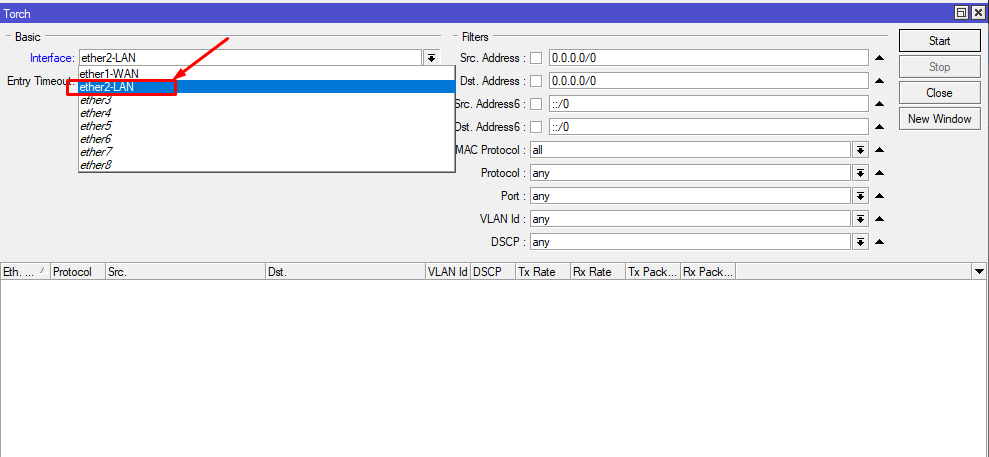 Torch
Basic
Interface: ether2-LAN
ether1-WAN
ether2-LAN
ether3
ether4
ether5
ether6
ether7
ether8
Entry Timeout
Filters
Src. Address : 0.0.0.0/0
Dst. Address : 0.0.0.0/0
Src. Address6 : ::/0
Dst. Address6 : ::/0
MAC Protocol : all
Protocol : any
Port : any
VLAN Id : any
DSCP : any
Start
Stop
Close
New Window
Eth. ... Protocol Src. Dst. VLAN Id DSCP Tx Rate Rx Rate Tx Pack... Rx Pack...